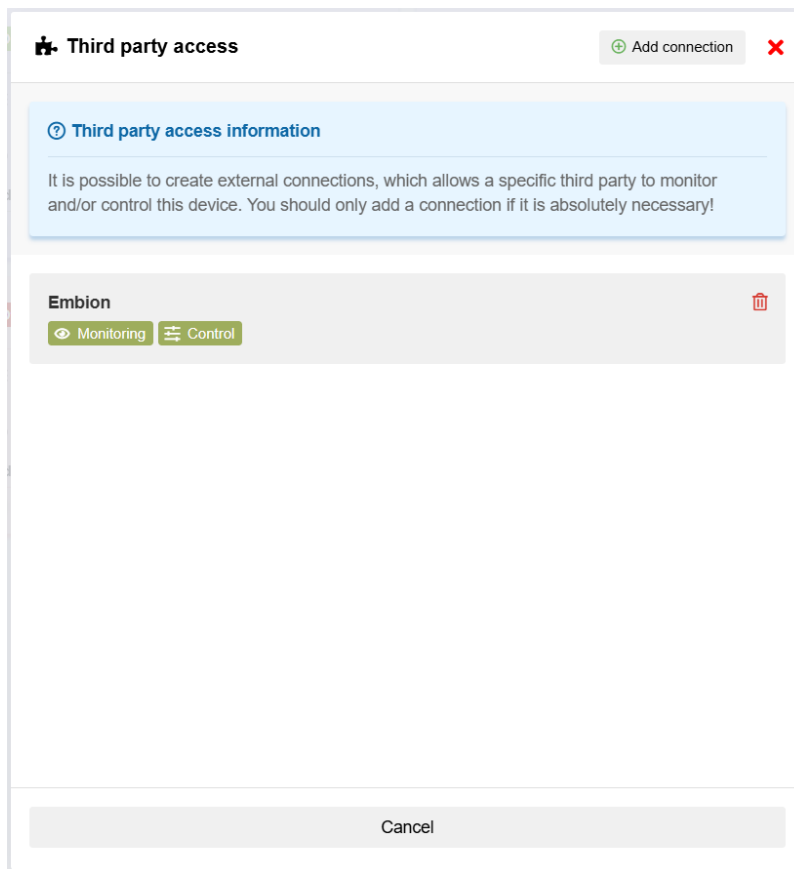 Third party access
Add connection
Third party access information
It is possible to create external connections, which allows a specific third party to monitor
and/or control this device. You should only add a connection if it is absolutely necessary!
Embion
Monitoring
Control
Cancel